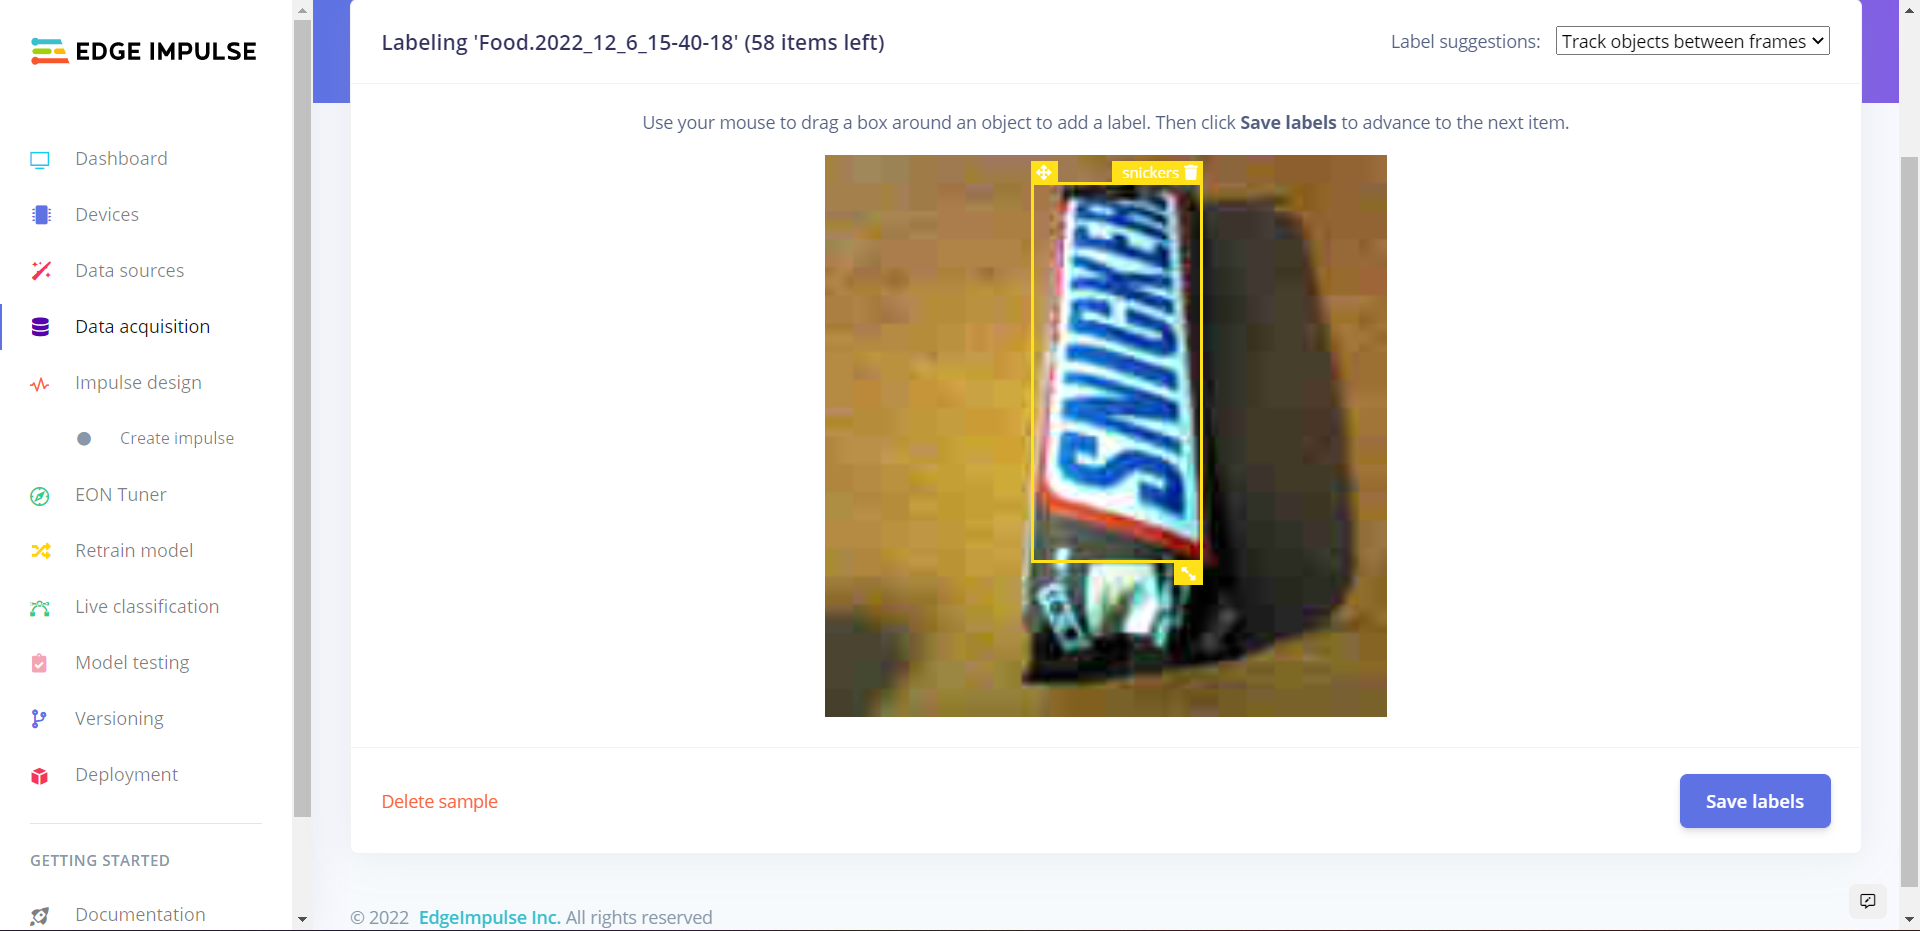 EDGE IMPULSE
Dashboard
Devices
Data sources
Data acquisition
Impulse design
Create impulse
EON Tuner
Retrain model
Live classification
Model testing
Versioning
Deployment
GETTING STARTED
Documentation
Labeling 'Food.2022_12_6_15-40-18' (58 items left)
Label suggestions: Track objects between frames
Use your mouse to drag a box around an object to add a label. Then click Save labels to advance to the next item.
snickers
SNICKER
Delete sample
Save labels
© 2022 EdgeImpulse Inc. All rights reserved